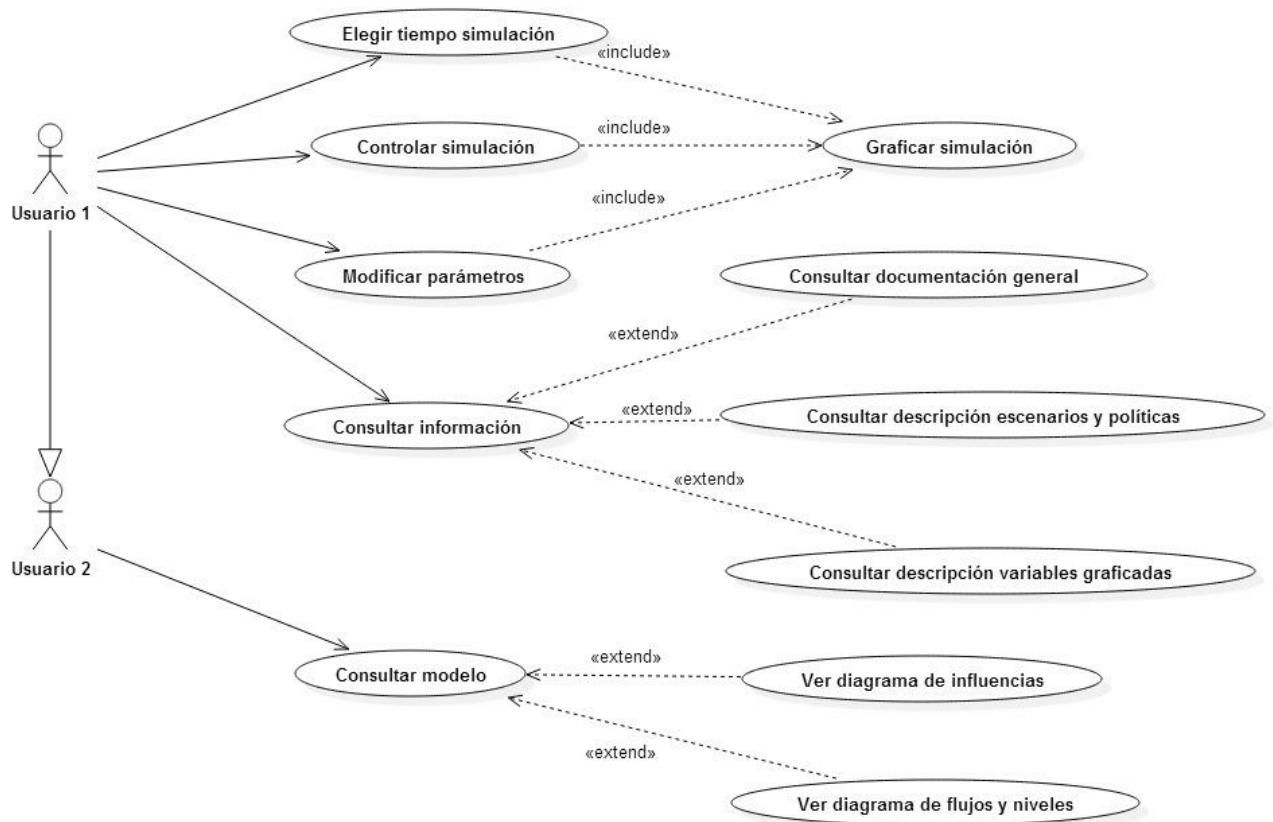 Elegir tiempo simulación
«include»
Controlar simulación
«include»
Graficar simulación
Usuario 1
«include»
Modificar parámetros
Consultar documentación general
«extend»
Consultar información
«extend»
Consultar descripción escenarios y políticas
«extend»
Usuario 2
Consultar descripción variables graficadas
Consultar modelo
«extend»
Ver diagrama de influencias
«extend»
Ver diagrama de flujos y niveles